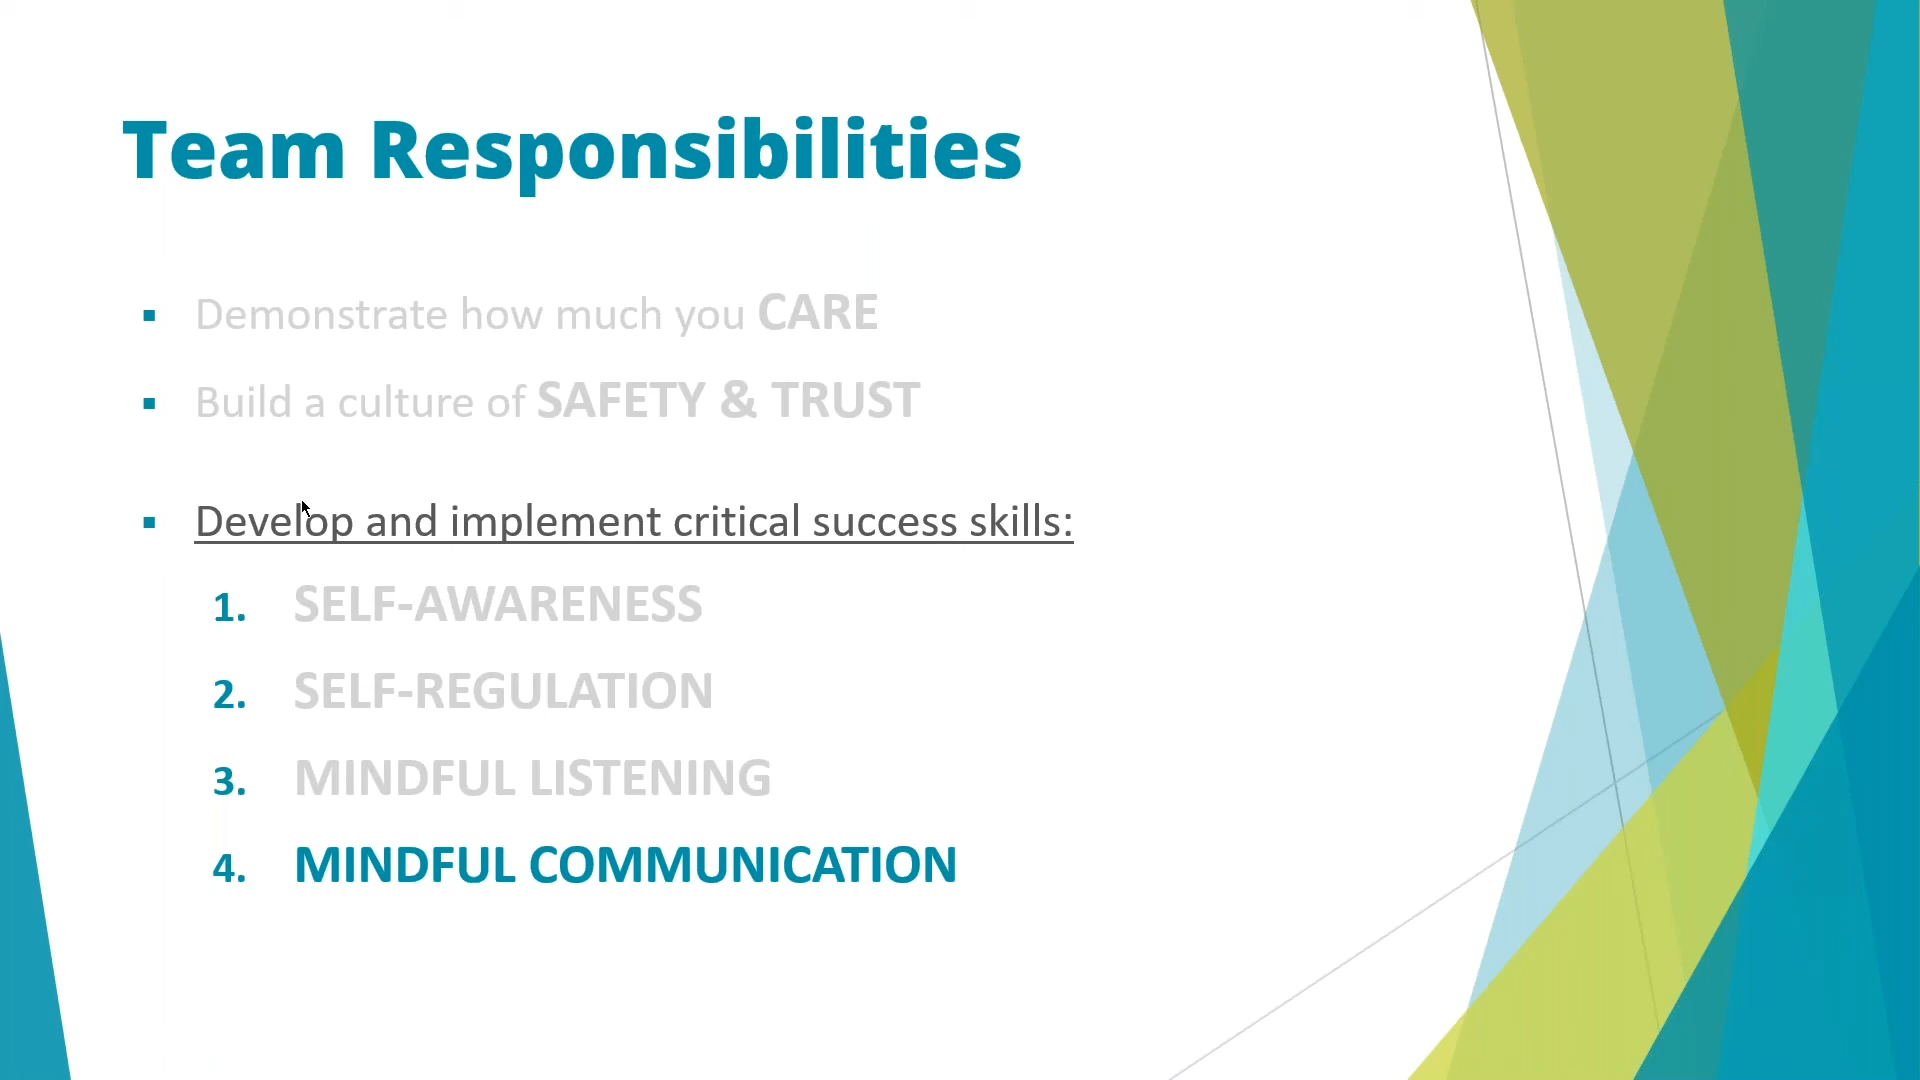 Team Responsibilities
▪ Demonstrate how much you CARE
▪ Build a culture of SAFETY & TRUST
▪ Develop and implement critical success skills:
1. SELF-AWARENESS
2. SELF-REGULATION
3. MINDFUL LISTENING
4. MINDFUL COMMUNICATION